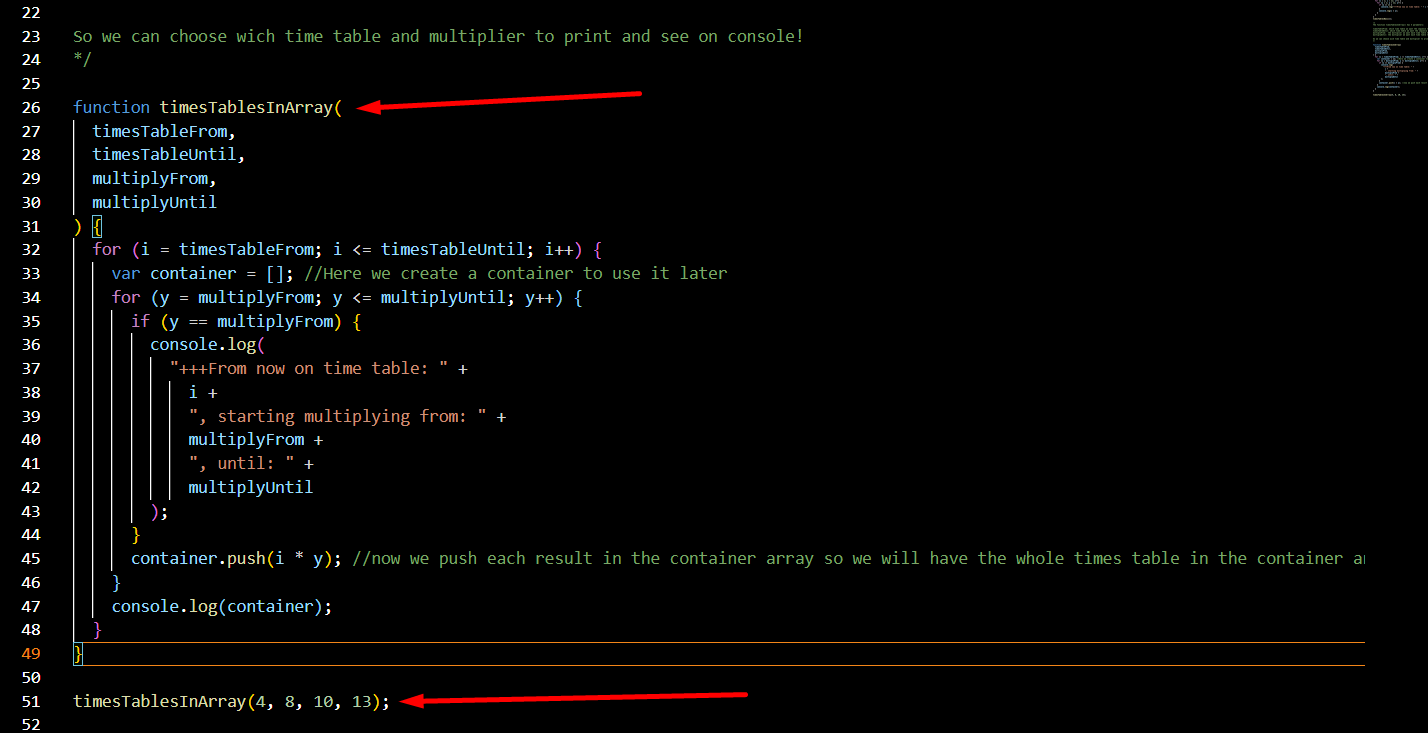 22
23 So we can choose wich time table and multiplier to print and see on console!
24 */
25
26 function timesTablesInArray(
27   timesTableFrom,
28   timesTableUntil,
29   multiplyFrom,
30   multiplyUntil
31 ) {
32   for (i = timesTableFrom; i <= timesTableUntil; i++) {
33     var container = []; //Here we create a container to use it later
34     for (y = multiplyFrom; y <= multiplyUntil; y++) {
35       if (y == multiplyFrom) {
36         console.log(
37           "+++From now on time table: " +
38             i +
39             ", starting multiplying from: " +
40             multiplyFrom +
41             ", until: " +
42             multiplyUntil
43         );
44       }
45       container.push(i * y); //now we push each result in the container array so we will have the whole times table in the container
46     }
47     console.log(container);
48   }
49 }
50
51 timesTablesInArray(4, 8, 10, 13);
52